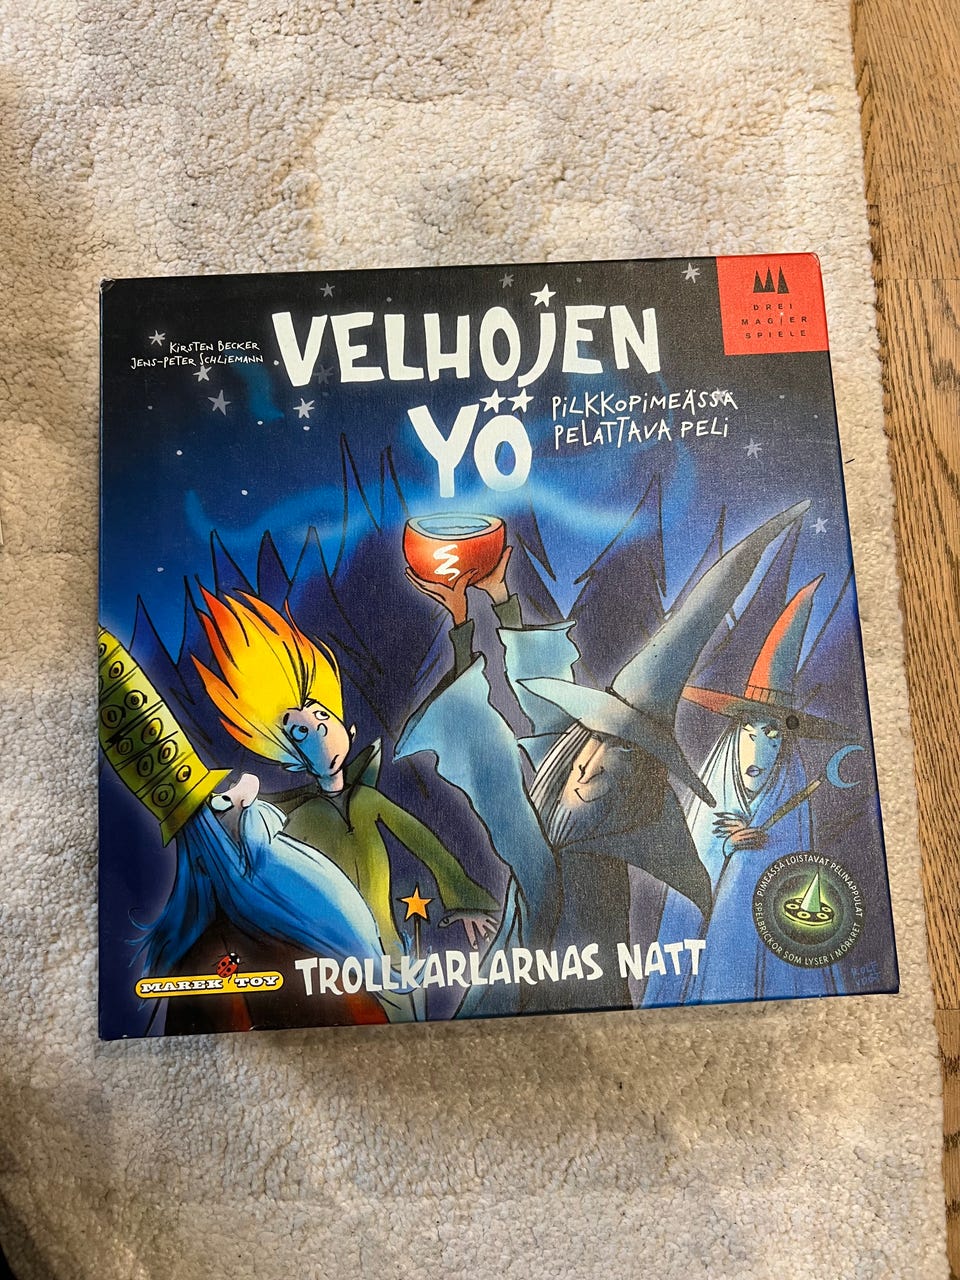 KIRSTEN BECKER
JENS-PETER SCHLIEMANN
VELHOJEN
YÖ
PILKKOPIMEÄSSÄ
PELATTAVA PELI
DREI
MAGIER
SPIELE
PIMEÄSSÄ LOISTAVAT PELINAPPULAT
SPELBRICKOR SOM LYSER I MÖRKRET
MAREK TOY
TROLLKARLARNAS NATT